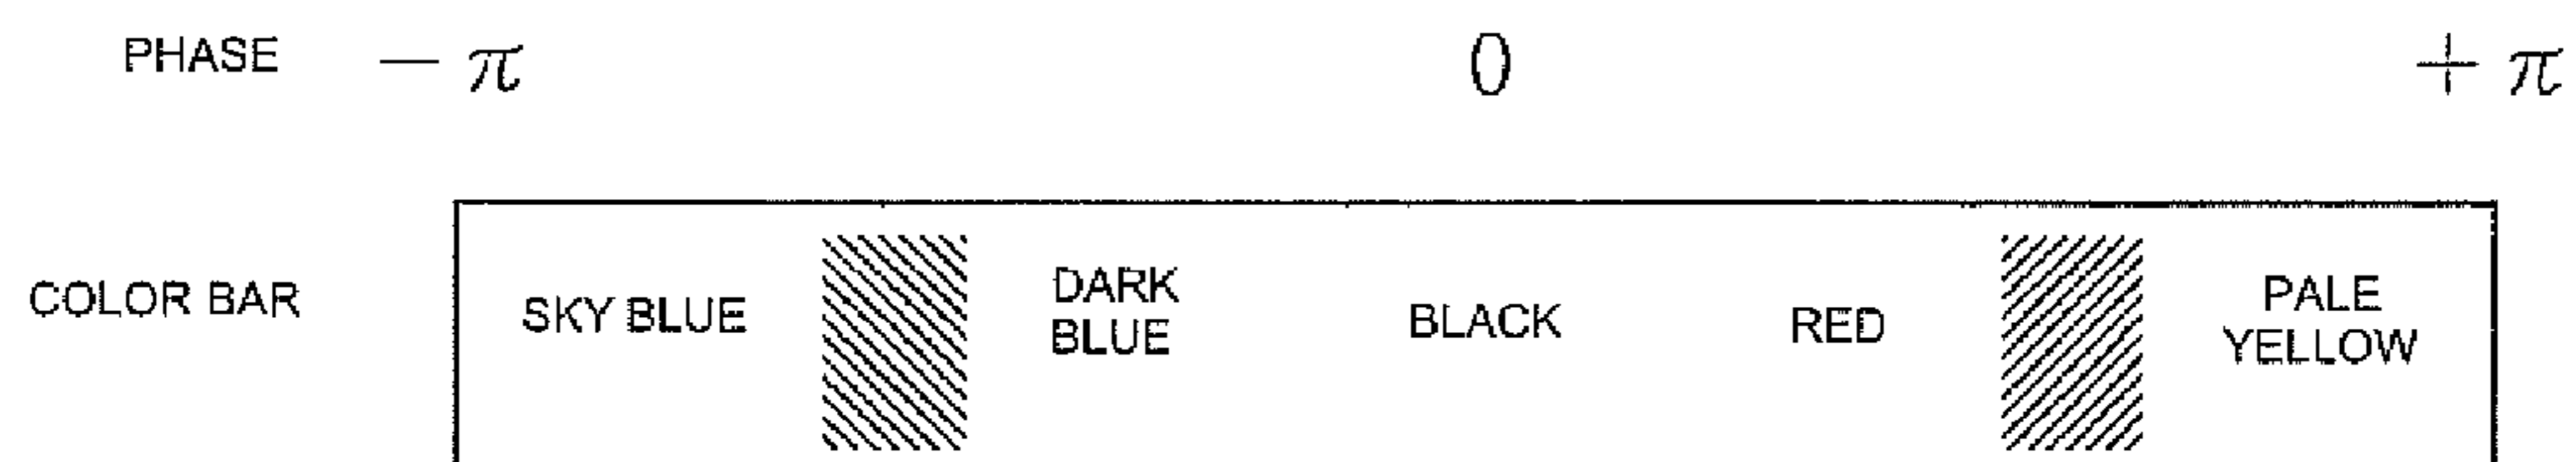 PHASE − π 0 + π
COLOR BAR SKY BLUE DARK BLUE BLACK RED PALE YELLOW